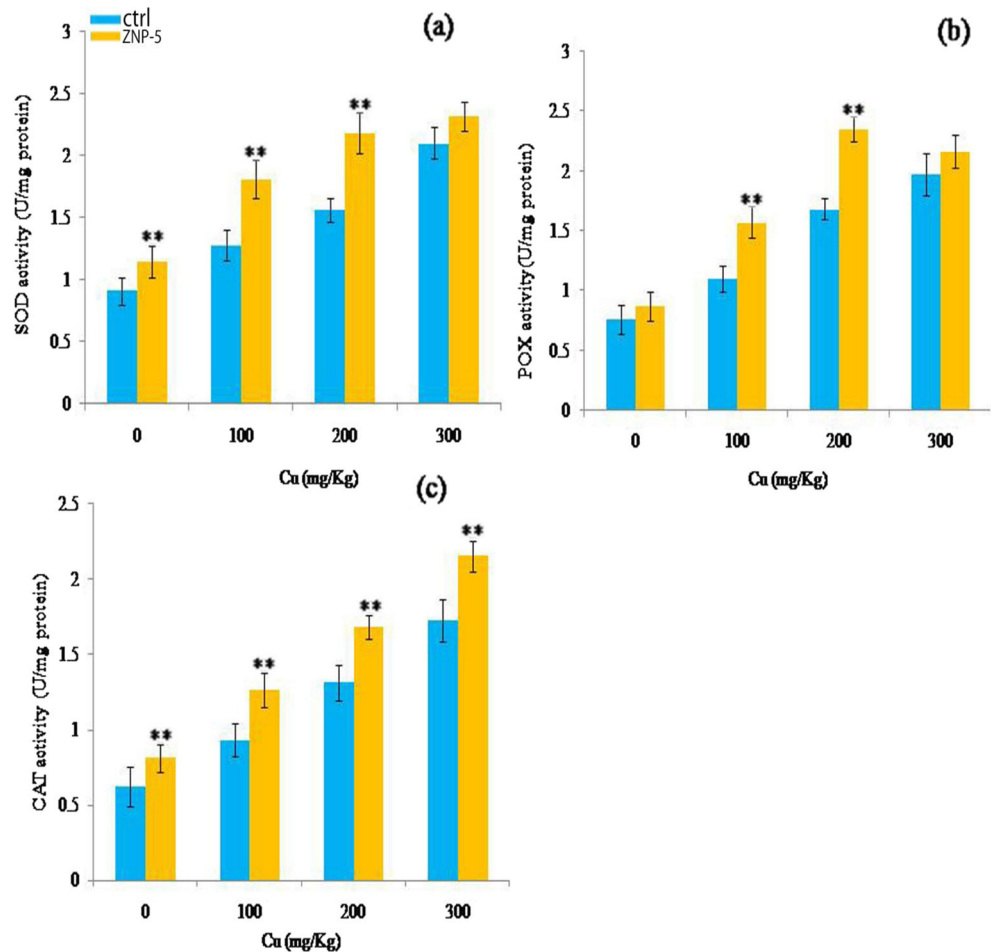 ctrl
ZNP-5
(a)
SOD activity (U/mg protein)
3
2.5
2
1.5
1
0.5
0
**
**
**
0 100 200 300
Cu (mg/Kg)
(b)
POX activity (U/mg protein)
3
2.5
2
1.5
1
0.5
0
**
**
0 100 200 300
Cu (mg/Kg)
(c)
CAT activity (U/mg protein)
2.5
2
1.5
1
0.5
0
**
**
**
**
0 100 200 300
Cu (mg/Kg)